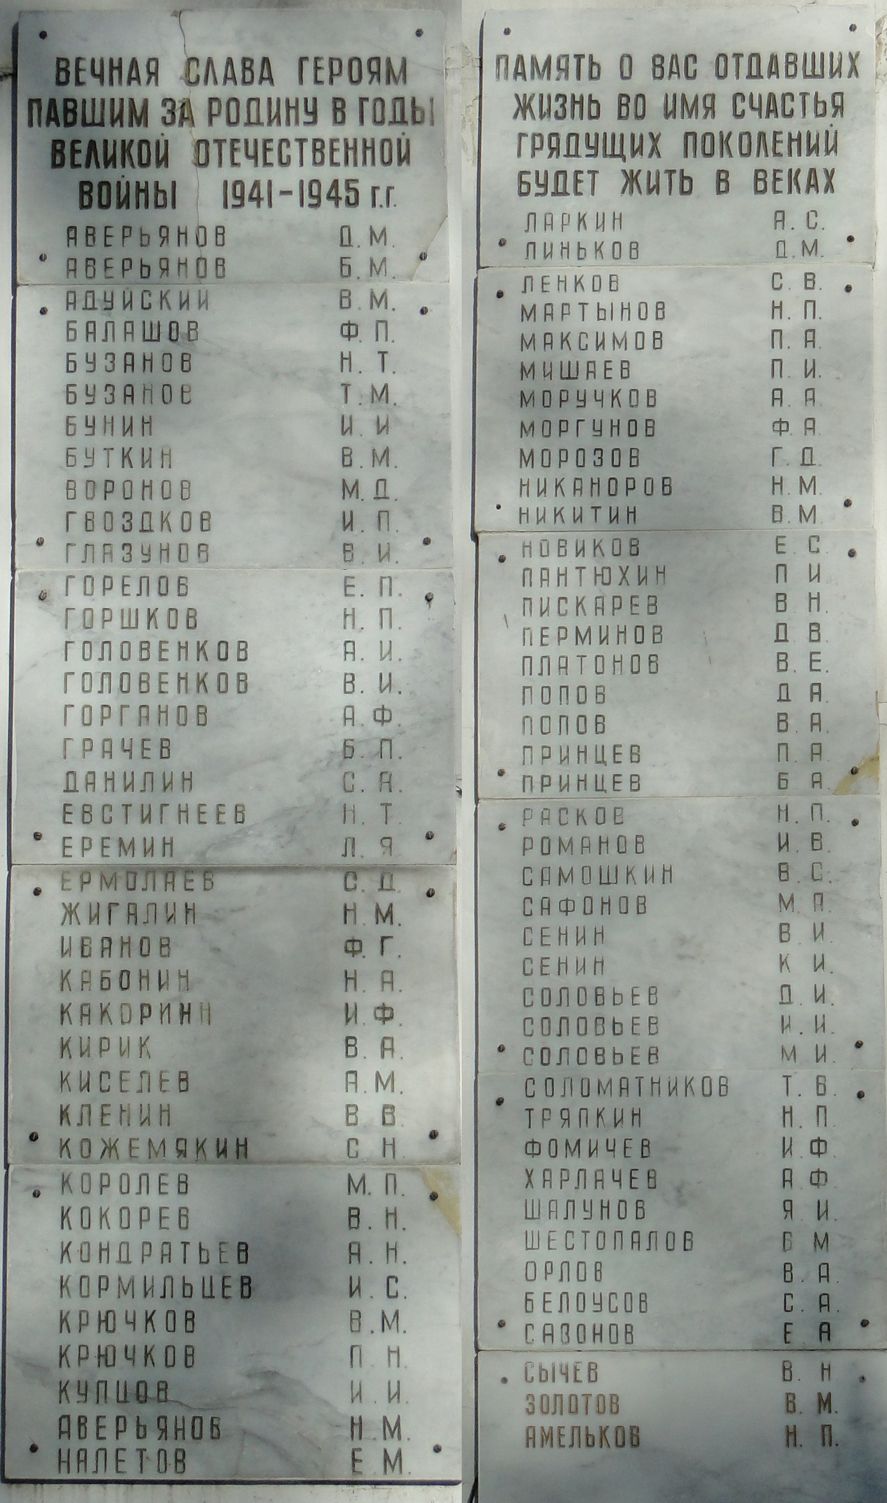 ВЕЧНАЯ СЛАВА ГЕРОЯМ
ПАВШИМ ЗА РОДИНУ В ГОДЫ
ВЕЛИКОЙ ОТЕЧЕСТВЕННОЙ
ВОЙНЫ 1941-1945 г.г.
АВЕРЬЯНОВ Д.М.
АВЕРЬЯНОВ Б.М.
АДУЙСКИЙ В.М.
БАЛАШОВ Ф.П.
БУЗАНОВ Н.Т.
БУЗАНОВ Т.М.
БУНИН И.И
БУТКИН В.М.
ВОРОНОВ М.Д.
ГВОЗДКОВ И.П.
ГЛАЗУНОВ В.И.
ГОРЕЛОВ Е.П.
ГОРШКОВ Н.П.
ГОЛОВЕНКОВ А.И.
ГОЛОВЕНКОВ В.И.
ГОРГАНОВ А.Ф.
ГРАЧЕВ Б.П.
ДАНИЛИН С.А.
ЕВСТИГНЕЕВ Н.Т.
ЕРЕМИН Л.Я
ЕРМОЛАЕВ С.Д.
ЖИГАЛИН Н.М.
ИВАНОВ Ф.Г.
КАБОНИН Н.А.
КАКОРИНН И.Ф.
КИРИК В.А.
КИСЕЛЕВ А.М.
КЛЕНИН В В.
КОЖЕМЯКИН С Н.
КОРОЛЕВ М.П.
КОКОРЕВ В.Н.
КОНДРАТЬЕВ А.Н.
КОРМИЛЬЦЕВ И.С.
КРЮЧКОВ В.М.
КРЮЧКОВ П Н.
КУПЦОВ И И.
АВЕРЬЯНОВ Н.М.
НАЛЕТОВ Е М.
ПАМЯТЬ О ВАС ОТДАВШИХ
ЖИЗНЬ ВО ИМЯ СЧАСТЬЯ
ГРЯДУЩИХ ПОКОЛЕНИЙ
БУДЕТ ЖИТЬ В ВЕКАХ
ЛАРКИН А.С.
ЛИНЬКОВ Д.М.
ЛЕНКОВ С.В.
МАРТЫНОВ Н.П.
МАКСИМОВ П.А
МИШАЕВ П.И.
МОРУЧКОВ А.А
МОРГУНОВ Ф.А
МОРОЗОВ Г.Д.
НИКАНОРОВ Н.М.
НИКИТИН В.М
НОВИКОВ Е.С.
ПАНТЮХИН П И
ПИСКАРЕВ В Н.
ПЕРМИНОВ Д В
ПЛАТОНОВ В.Е.
ПОПОВ Д А
ПОПОВ В А.
ПРИНЦЕВ П.А
ПРИНЦЕВ Б А.
РАСКОВ Н.П.
РОМАНОВ И.В.
САМОШКИН В.С.
САФОНОВ М П.
СЕНИН В И
СЕНИН К И.
СОЛОВЬЕВ Д.И.
СОЛОВЬЕВ И.И.
СОЛОВЬЕВ М И.
СОЛОМАТНИКОВ Т.Б.
ТРЯПКИН Н.П
ФОМИЧЕВ И Ф
ХАРЛАЧЕВ А Ф.
ШАЛУНОВ Я И.
ШЕСТОПАЛОВ Г М
ОРЛОВ В.А.
БЕЛОУСОВ С.А.
САЗОНОВ Е А
СЫЧЕВ В.Н
ЗОЛОТОВ В.М.
АМЕЛЬКОВ Н.П.